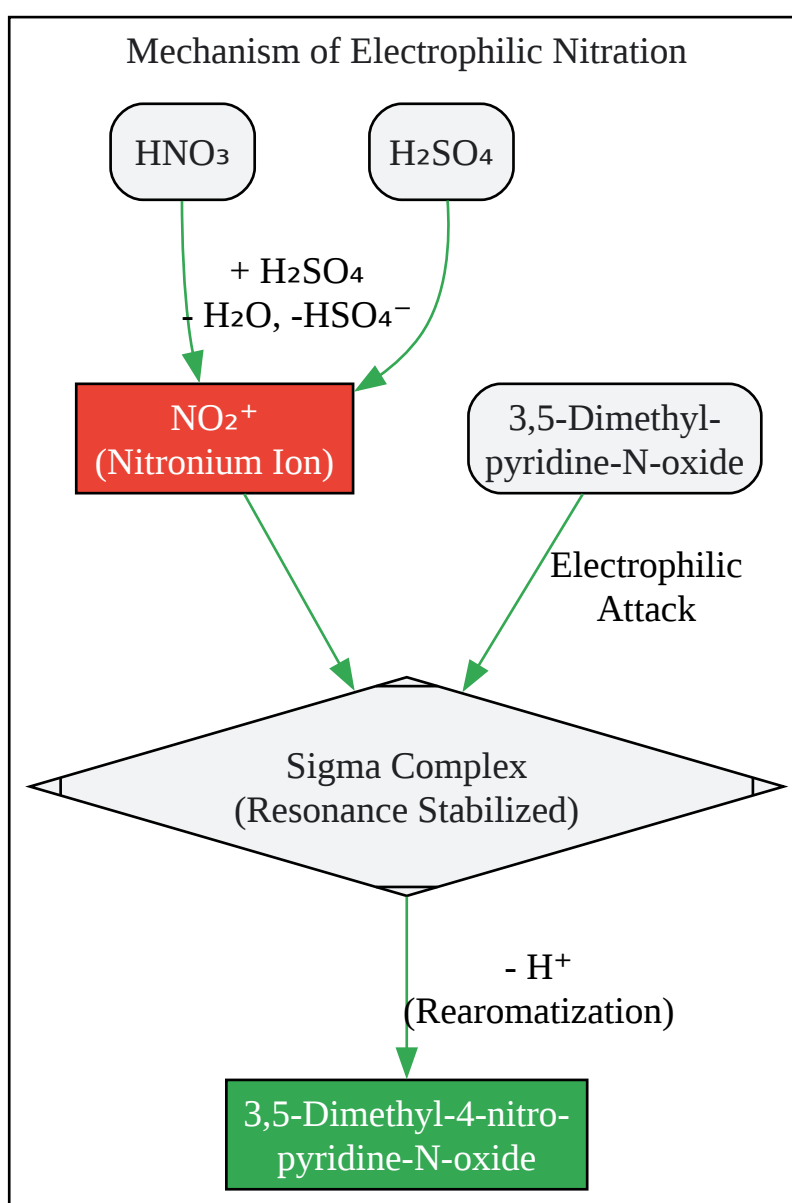 Mechanism of Electrophilic Nitration
HNO₃
H₂SO₄
+ H₂SO₄
- H₂O, -HSO₄⁻
NO₂⁺
(Nitronium Ion)
3,5-Dimethyl-
pyridine-N-oxide
Electrophilic
Attack
Sigma Complex
(Resonance Stabilized)
- H⁺
(Rearomatization)
3,5-Dimethyl-4-nitro-
pyridine-N-oxide